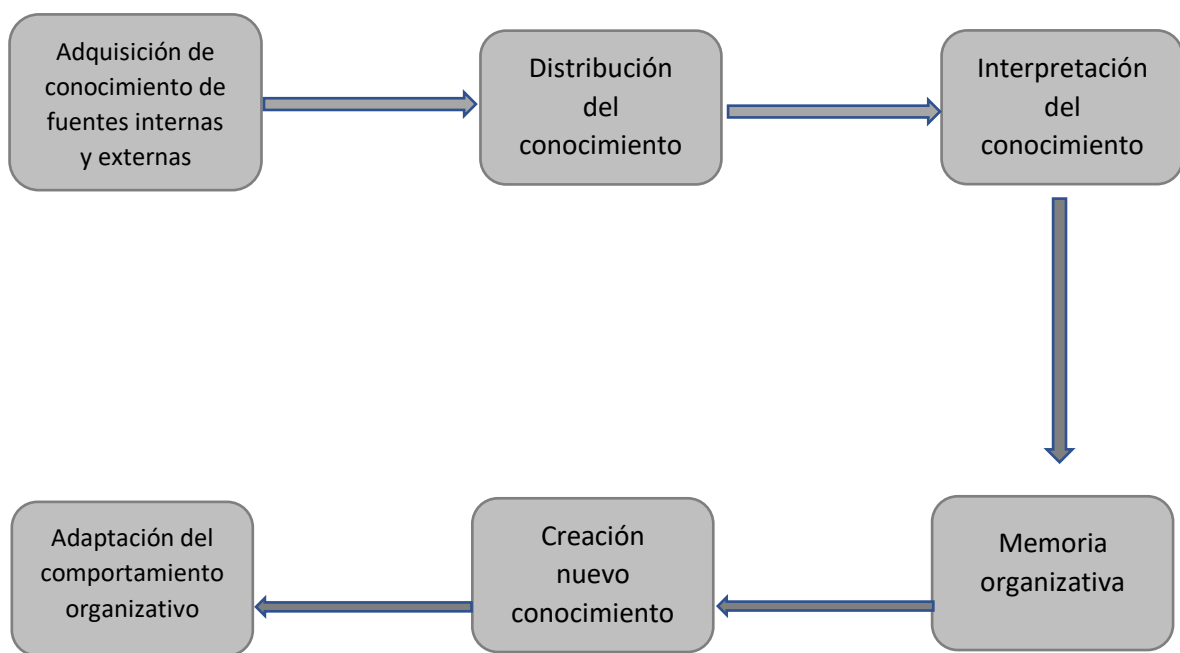 Adquisición de
conocimiento de
fuentes internas
y externas
Distribución
del
conocimiento
Interpretación
del
conocimiento
Memoria
organizativa
Creación
nuevo
conocimiento
Adaptación del
comportamiento
organizativo